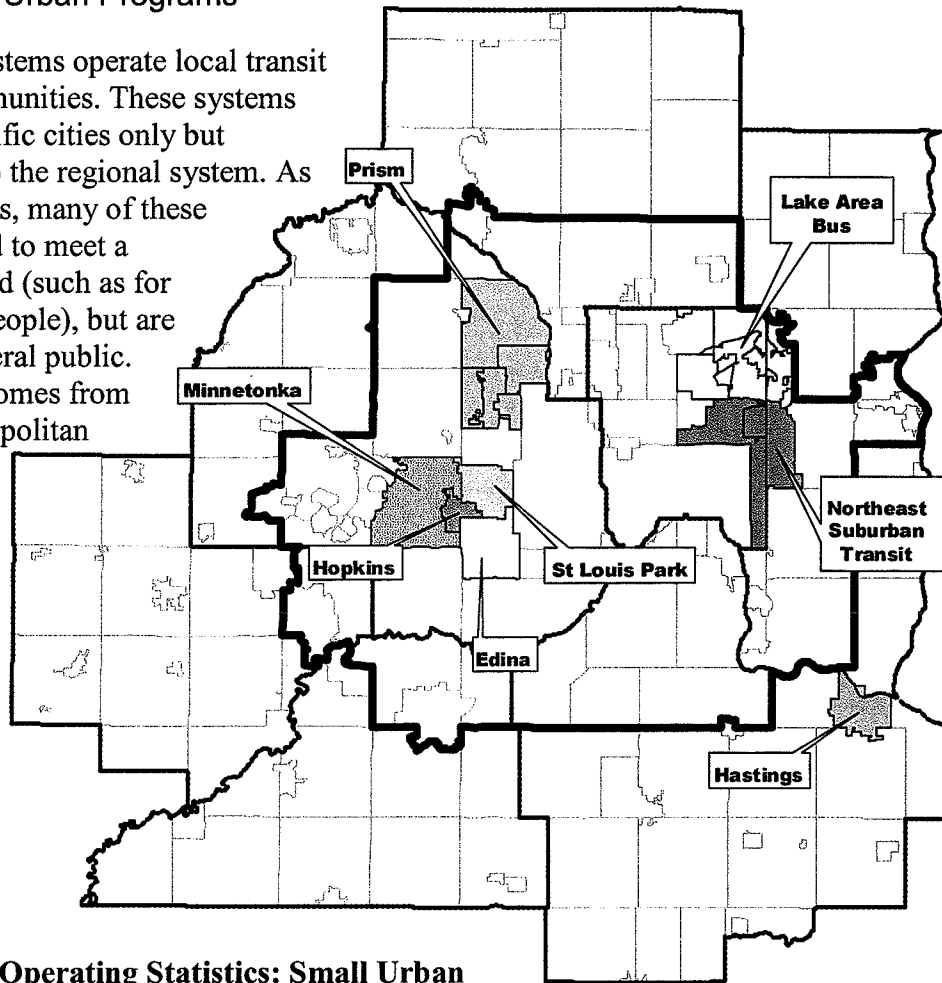 Urban Programs
stems operate local transit
munities. These systems
ific cities only but
the regional system. As
s, many of these
to meet a
d (such as for
eople), but are
eral public.
omes from
politan
Prism
Lake Area
Bus
Minnetonka
Northeast
Suburban
Transit
Hopkins
St Louis Park
Edina
Hastings
Operating Statistics: Small Urban